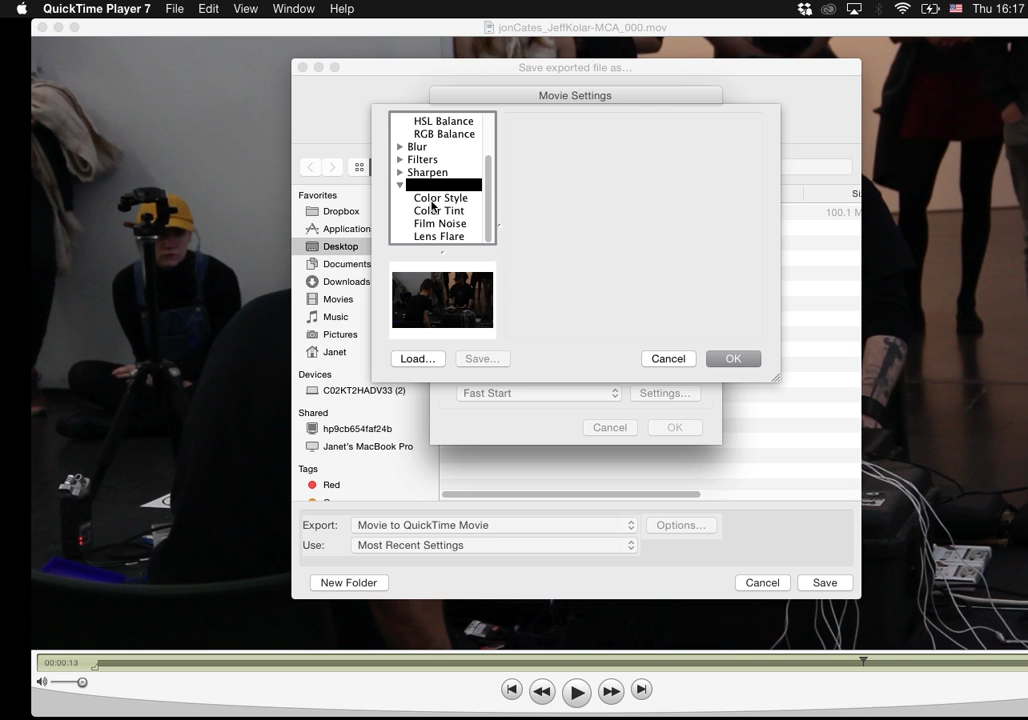 QuickTime Player 7 File Edit View Window Help Thu 16:17
jonCates_JeffKolar-MCA_000.mov
Save exported file as…
Movie Settings
HSL Balance
RGB Balance
Blur
Filters
Sharpen
Color Style
Color Tint
Film Noise
Lens Flare
Load… Save… Cancel OK
Favorites
Dropbox
Application
Desktop
Documents
Downloads
Movies
Music
Pictures
Janet
Devices
C02KT2HADV33 (2)
Shared
hp9cb654faf24b
Janet's MacBook Pro
Tags
Red
Si
100.1 M
Fast Start Settings…
Cancel OK
Export: Movie to QuickTime Movie Options…
Use: Most Recent Settings
New Folder Cancel Save
00:00:13